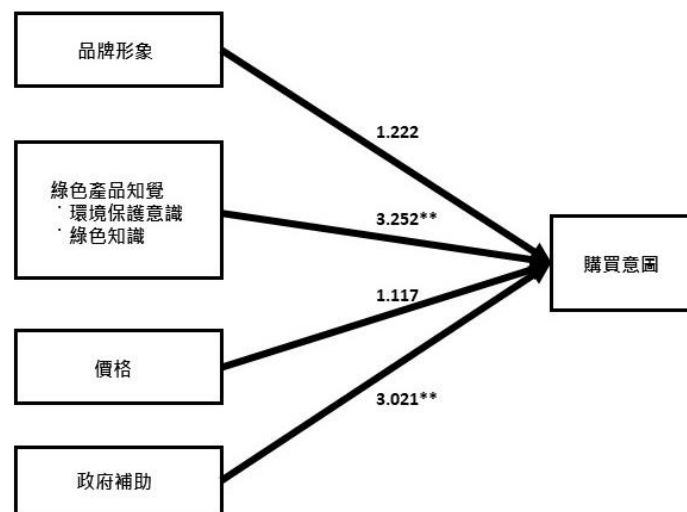 品牌形象
1.222
綠色產品知覺
˙環境保護意識
˙綠色知識
3.252**
購買意圖
1.117
價格
3.021**
政府補助